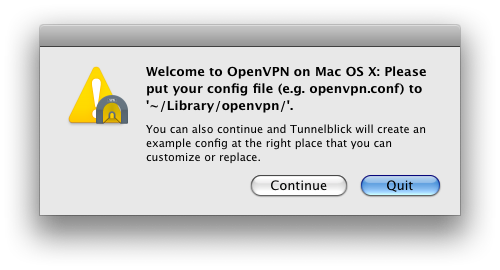 Welcome to OpenVPN on Mac OS X: Please
put your config file (e.g. openvpn.conf) to
'~/Library/openvpn/'.
You can also continue and Tunnelblick will create an
example config at the right place that you can
customize or replace.
Continue
Quit